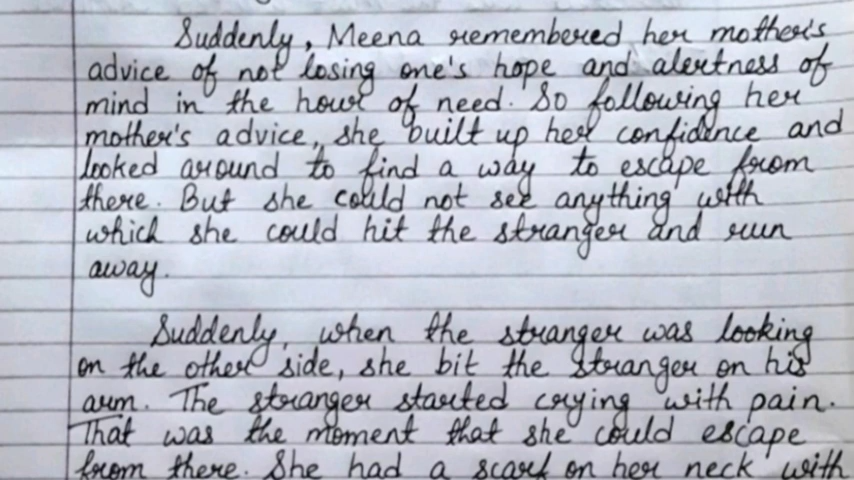 Suddenly, Meena remembered her mother's
advice of not losing one's hope and alertness of
mind in the hour of need. So following her
mother's advice, she built up her confidence and
looked around to find a way to escape from
there. But she could not see anything with
which she could hit the stranger and run
away.
Suddenly, when the stranger was looking
on the other side, she bit the stranger on his
arm. The stranger started crying with pain.
That was the moment that she could escape
from there. She had a scarf on her neck with